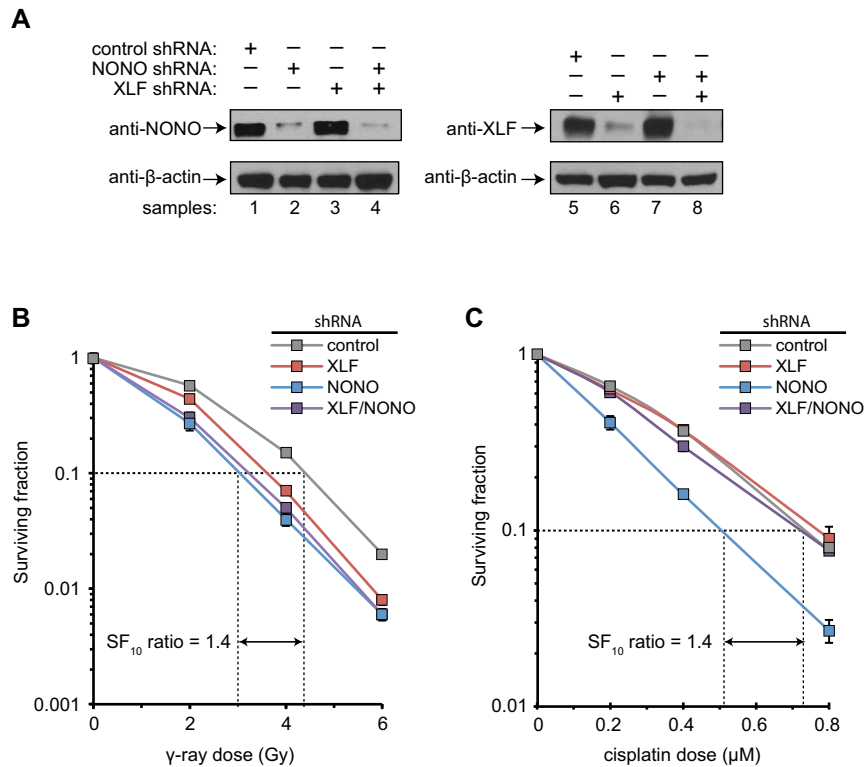 A
control shRNA: + – – –
NONO shRNA: – + – +
XLF shRNA: – – + +
anti-NONO
anti-β-actin
samples: 1 2 3 4
+ – – –
– – + +
– + – +
anti-XLF
anti-β-actin
5 6 7 8
B
shRNA
control
XLF
NONO
XLF/NONO
1
0.1
0.01
0.001
Surviving fraction
SF10 ratio = 1.4
0 2 4 6
γ-ray dose (Gy)
C
shRNA
control
XLF
NONO
XLF/NONO
1
0.1
0.01
Surviving fraction
SF10 ratio = 1.4
0 0.2 0.4 0.6 0.8
cisplatin dose (μM)